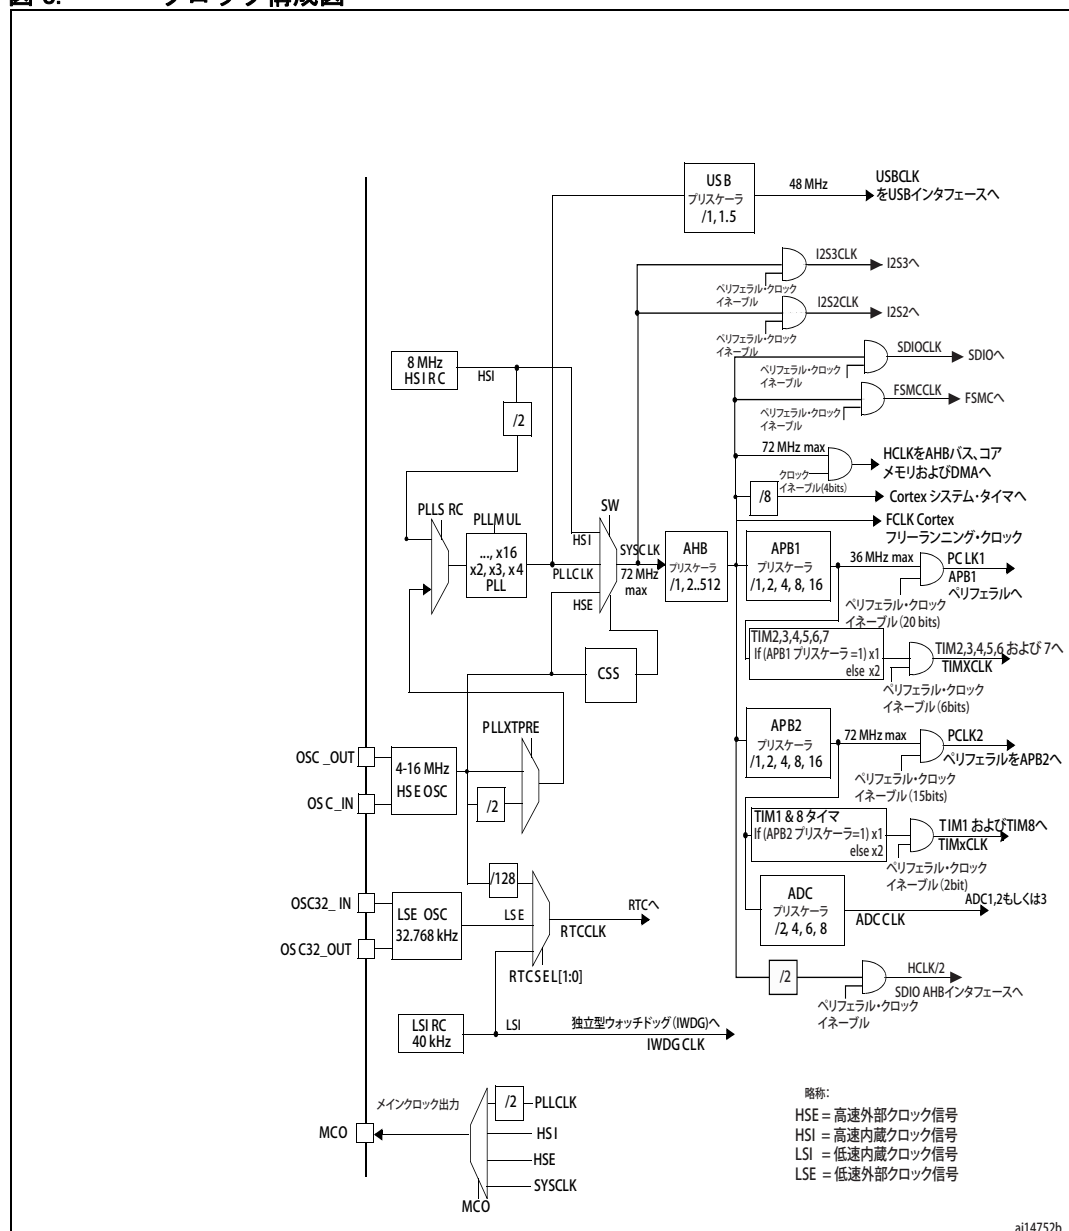 クロック構成図
USB
プリスケーラ
/1, 1.5
48 MHz
USBCLK
をUSBインタフェースへ
I2S3CLK
I2S3へ
ペリフェラル・クロック
イネーブル
I2S2CLK
I2S2へ
ペリフェラル・クロック
イネーブル
SDIOCLK
SDIOへ
ペリフェラル・クロック
イネーブル
FSMCCLK
FSMCへ
ペリフェラル・クロック
イネーブル
8 MHz
HSI RC
HSI
/2
72 MHz max
クロック
イネーブル(4bits)
HCLKをAHBバス、コア
メモリおよびDMAへ
/8
Cortex システム・タイマへ
FCLK Cortex
フリーランニング・クロック
PLLSRC
PLLMUL
..., x16
x2, x3, x4
PLL
SW
HSI
PLLCLK
HSE
SYSCLK
72 MHz
max
AHB
プリスケーラ
/1, 2..512
APB1
プリスケーラ
/1, 2, 4, 8, 16
36 MHz max
PCLK1
APB1
ペリフェラルへ
ペリフェラル・クロック
イネーブル (20 bits)
TIM2,3,4,5,6,7
If (APB1 プリスケーラ =1) x1
else x2
TIM2,3,4,5,6 および 7へ
TIMXCLK
ペリフェラル・クロック
イネーブル (6bits)
CSS
PLLXTPRE
OSC_OUT
OSC_IN
4-16 MHz
HSE OSC
/2
APB2
プリスケーラ
/1, 2, 4, 8, 16
72 MHz max
PCLK2
ペリフェラルをAPB2へ
ペリフェラル・クロック
イネーブル (15bits)
TIM1 & 8 タイマ
If (APB2 プリスケーラ=1) x1
else x2
TIM1 およびTIM8へ
TIMxCLK
ペリフェラル・クロック
イネーブル (2bit)
/128
OSC32_IN
OSC32_OUT
LSE OSC
32.768 kHz
LSE
RTCへ
RTCCLK
RTCSEL[1:0]
ADC
プリスケーラ
/2, 4, 6, 8
ADC1,2もしくは3
ADCCLK
/2
HCLK/2
SDIO AHBインタフェースへ
ペリフェラル・クロック
イネーブル
LSI RC
40 kHz
LSI
独立型ウォッチドッグ (IWDG)へ
IWDGCLK
メインクロック出力
MCO
/2
PLLCLK
HSI
HSE
SYSCLK
MCO
略称:
HSE = 高速外部クロック信号
HSI = 高速内蔵クロック信号
LSI = 低速内蔵クロック信号
LSE = 低速外部クロック信号
ai14752b